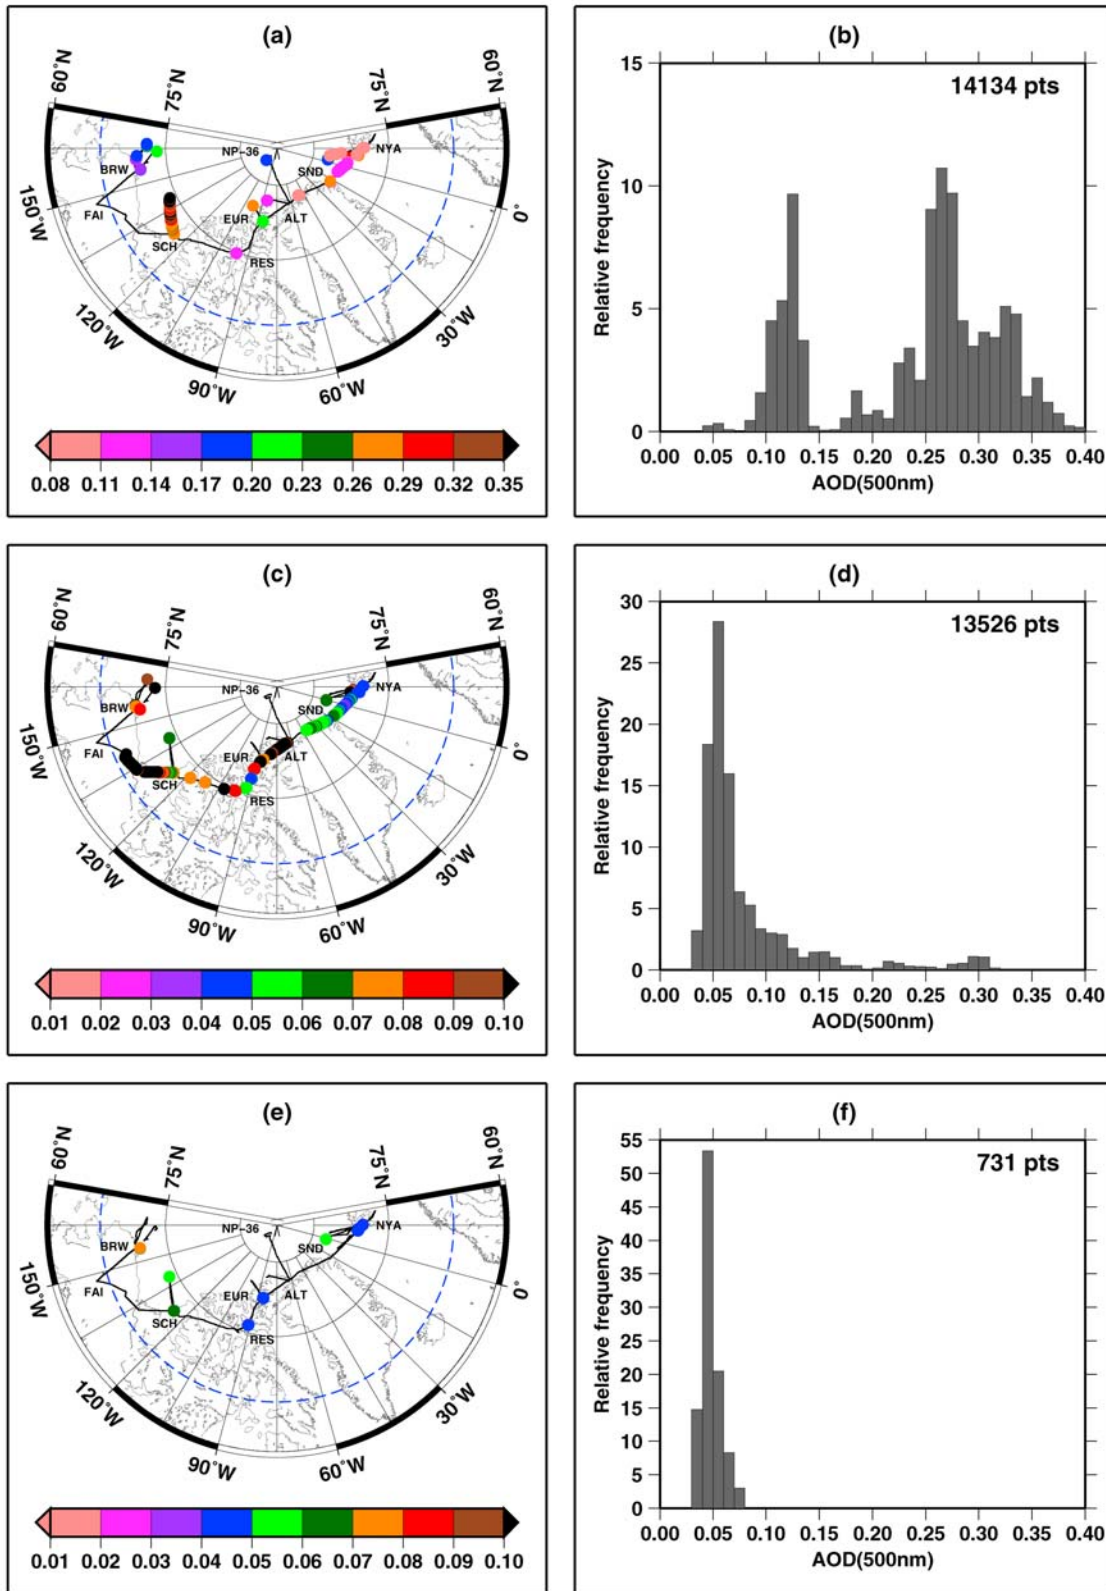 (a)
60°N
75°N
75°N
60°N
NP-36
NYA
BRW
SND
150°W
FAI
0°
EUR
ALT
SCH
RES
120°W
30°W
90°W
60°W
0.08 0.11 0.14 0.17 0.20 0.23 0.26 0.29 0.32 0.35
(b)
15
14134 pts
10
Relative frequency
5
0
0.00 0.05 0.10 0.15 0.20 0.25 0.30 0.35 0.40
AOD(500nm)
(c)
60°N
75°N
75°N
60°N
NP-36
NYA
BRW
SND
150°W
FAI
0°
EUR
ALT
SCH
RES
120°W
30°W
90°W
60°W
0.01 0.02 0.03 0.04 0.05 0.06 0.07 0.08 0.09 0.10
(d)
30
13526 pts
25
20
Relative frequency
15
10
5
0
0.00 0.05 0.10 0.15 0.20 0.25 0.30 0.35 0.40
AOD(500nm)
(e)
60°N
75°N
75°N
60°N
NP-36
NYA
BRW
SND
150°W
FAI
0°
EUR
ALT
SCH
RES
120°W
30°W
90°W
60°W
0.01 0.02 0.03 0.04 0.05 0.06 0.07 0.08 0.09 0.10
(f)
55
731 pts
50
45
40
35
Relative frequency
30
25
20
15
10
5
0
0.00 0.05 0.10 0.15 0.20 0.25 0.30 0.35 0.40
AOD(500nm)